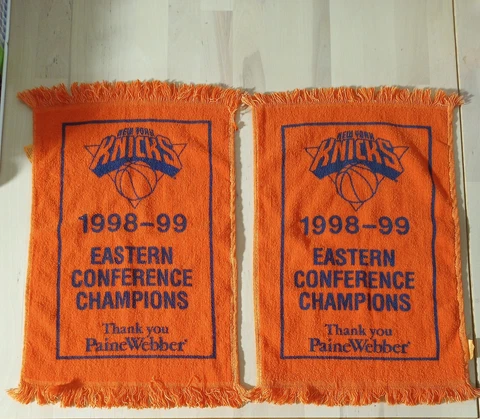 NEW YORK
KNICKS
1998-99
EASTERN
CONFERENCE
CHAMPIONS
Thank you
PaineWebber®
NEW YORK
KNICKS
1998-99
EASTERN
CONFERENCE
CHAMPIONS
Thank you
PaineWebber®